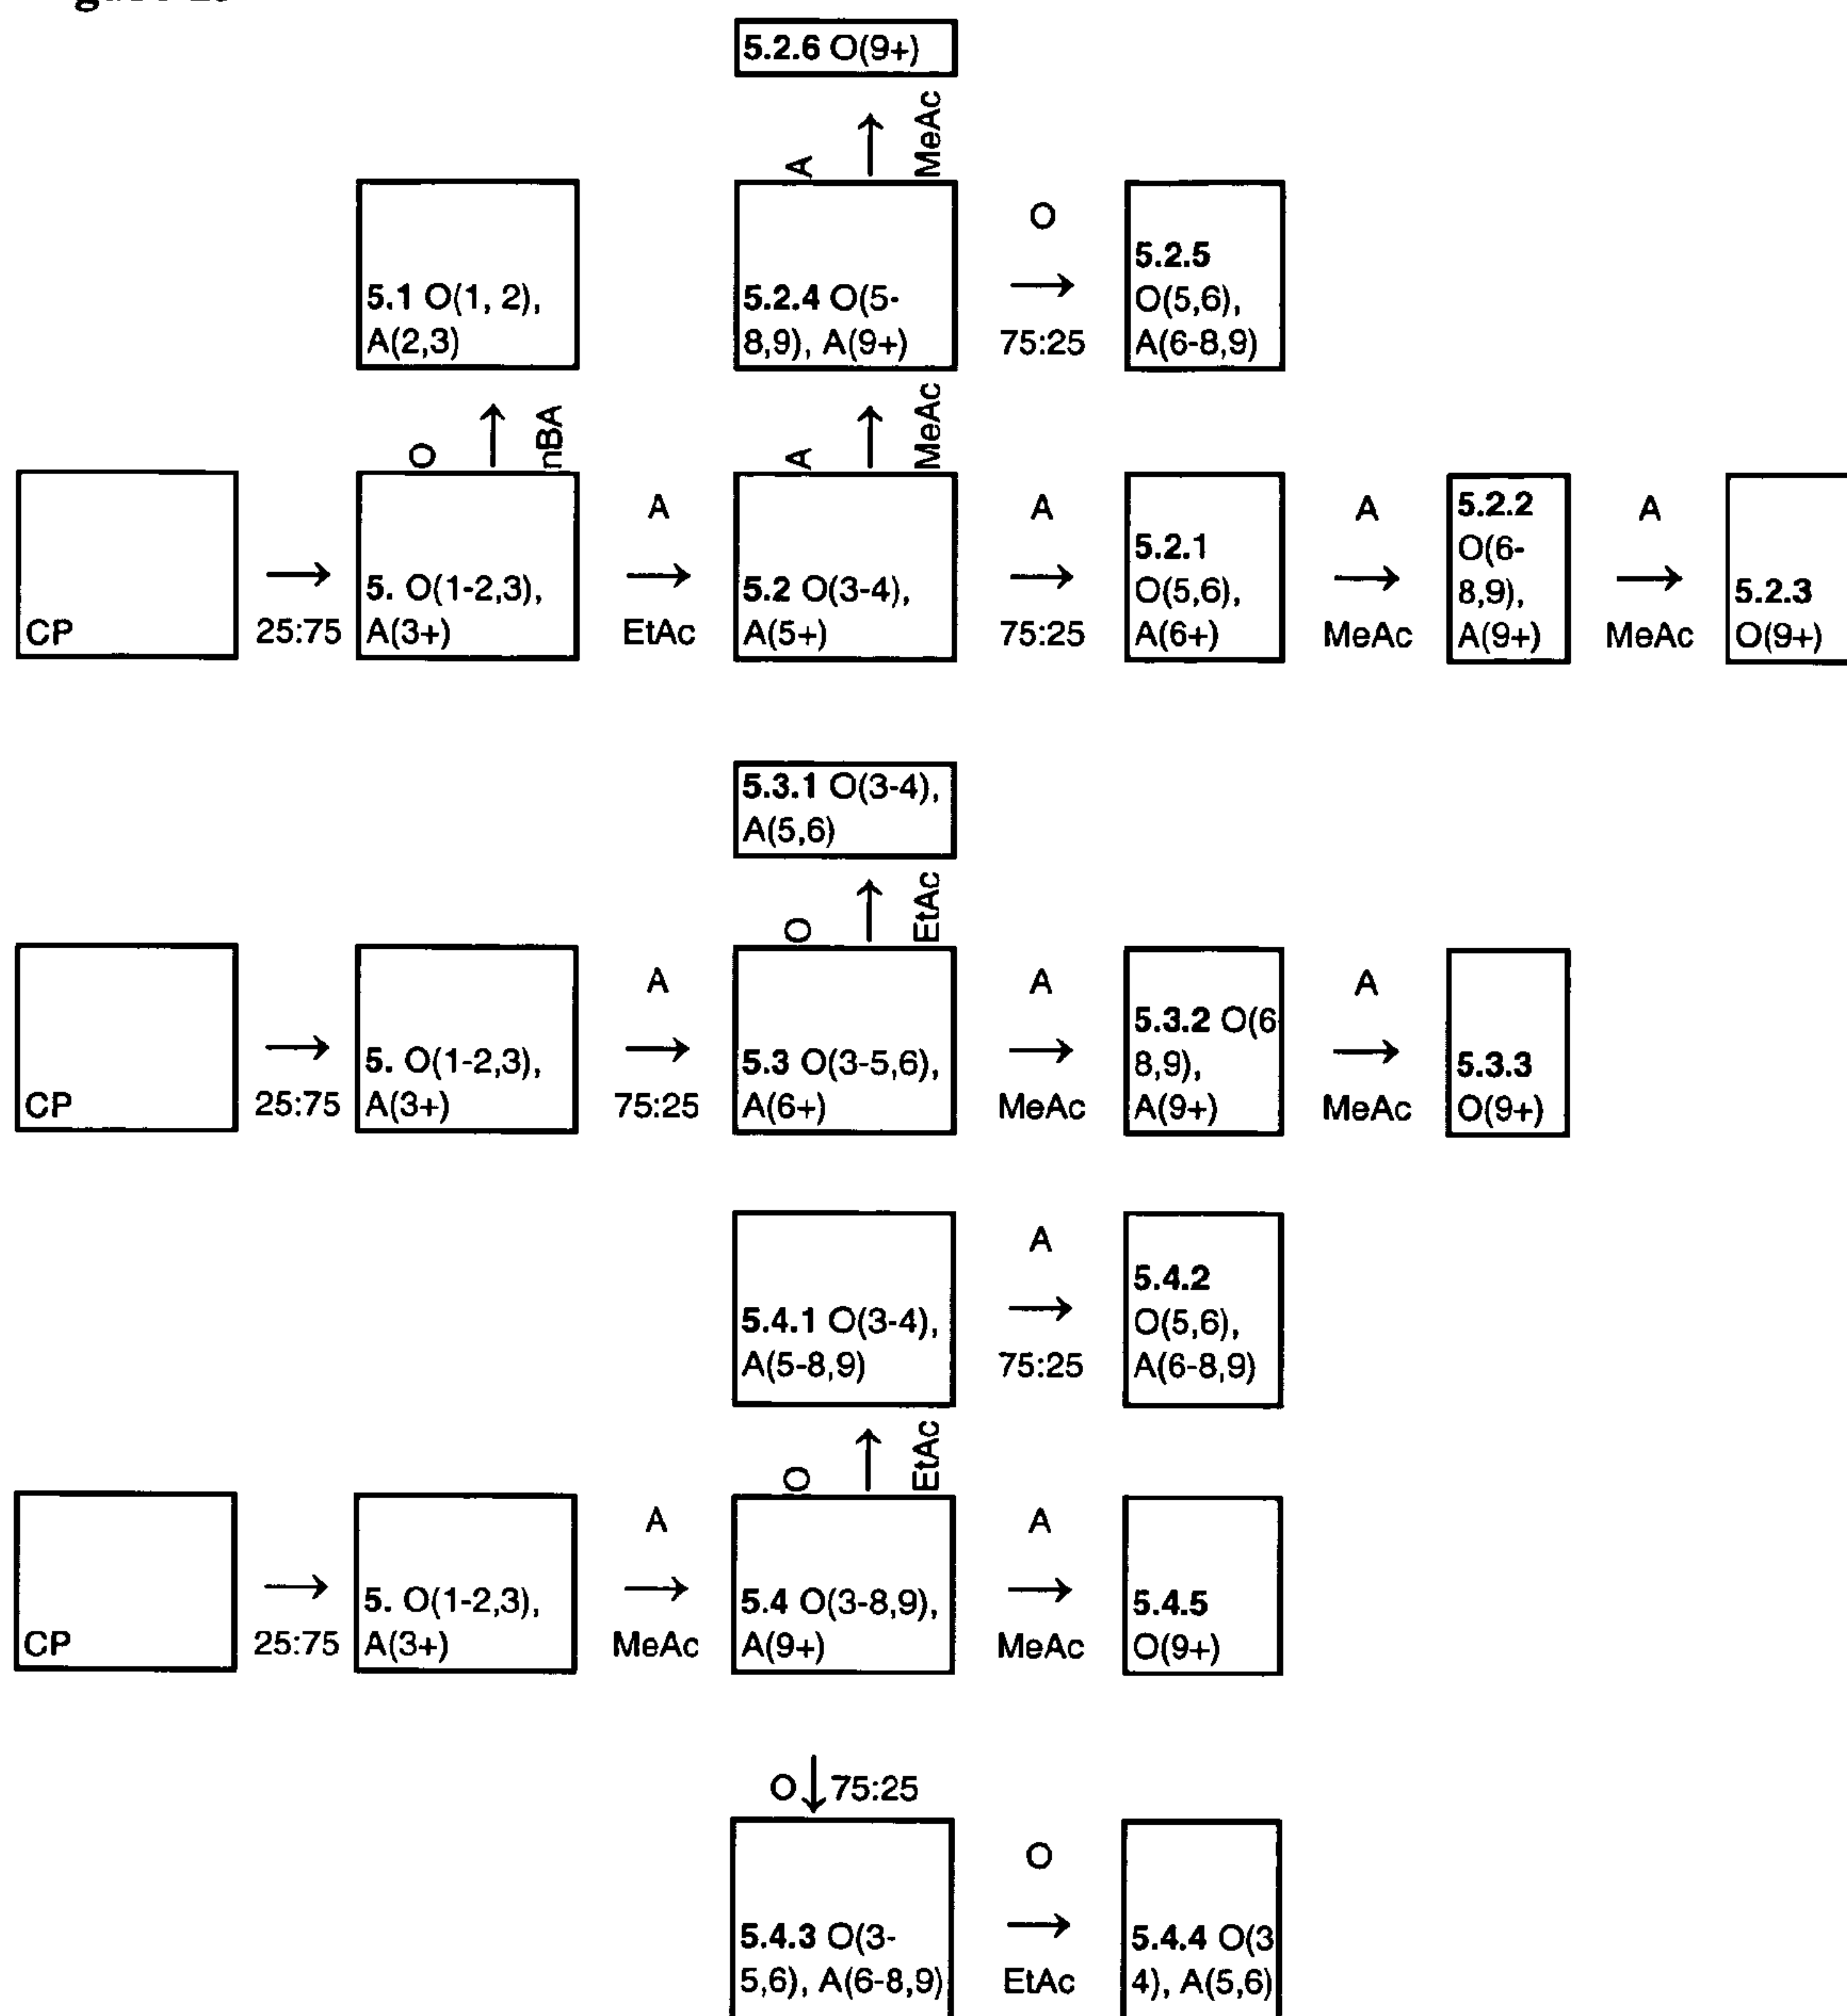 5.2.6 O(9+)
A
MeAc
5.1 O(1, 2),
A(2,3)
5.2.4 O(5-
8,9), A(9+)
O
75:25
5.2.5
O(5,6),
A(6-8,9)
O
nBA
A
MeAc
CP
25:75
5. O(1-2,3),
A(3+)
A
EtAc
5.2 O(3-4),
A(5+)
A
75:25
5.2.1
O(5,6),
A(6+)
A
MeAc
5.2.2
O(6-
8,9),
A(9+)
A
MeAc
5.2.3
O(9+)
5.3.1 O(3-4),
A(5,6)
O
EtAc
CP
25:75
5. O(1-2,3),
A(3+)
A
75:25
5.3 O(3-5,6),
A(6+)
A
MeAc
5.3.2 O(6
8,9),
A(9+)
A
MeAc
5.3.3
O(9+)
5.4.1 O(3-4),
A(5-8,9)
A
75:25
5.4.2
O(5,6),
A(6-8,9)
O
EtAc
CP
25:75
5. O(1-2,3),
A(3+)
A
MeAc
5.4 O(3-8,9),
A(9+)
A
MeAc
5.4.5
O(9+)
O
75:25
5.4.3 O(3-
5,6), A(6-8,9)
O
EtAc
5.4.4 O(3
4), A(5,6)